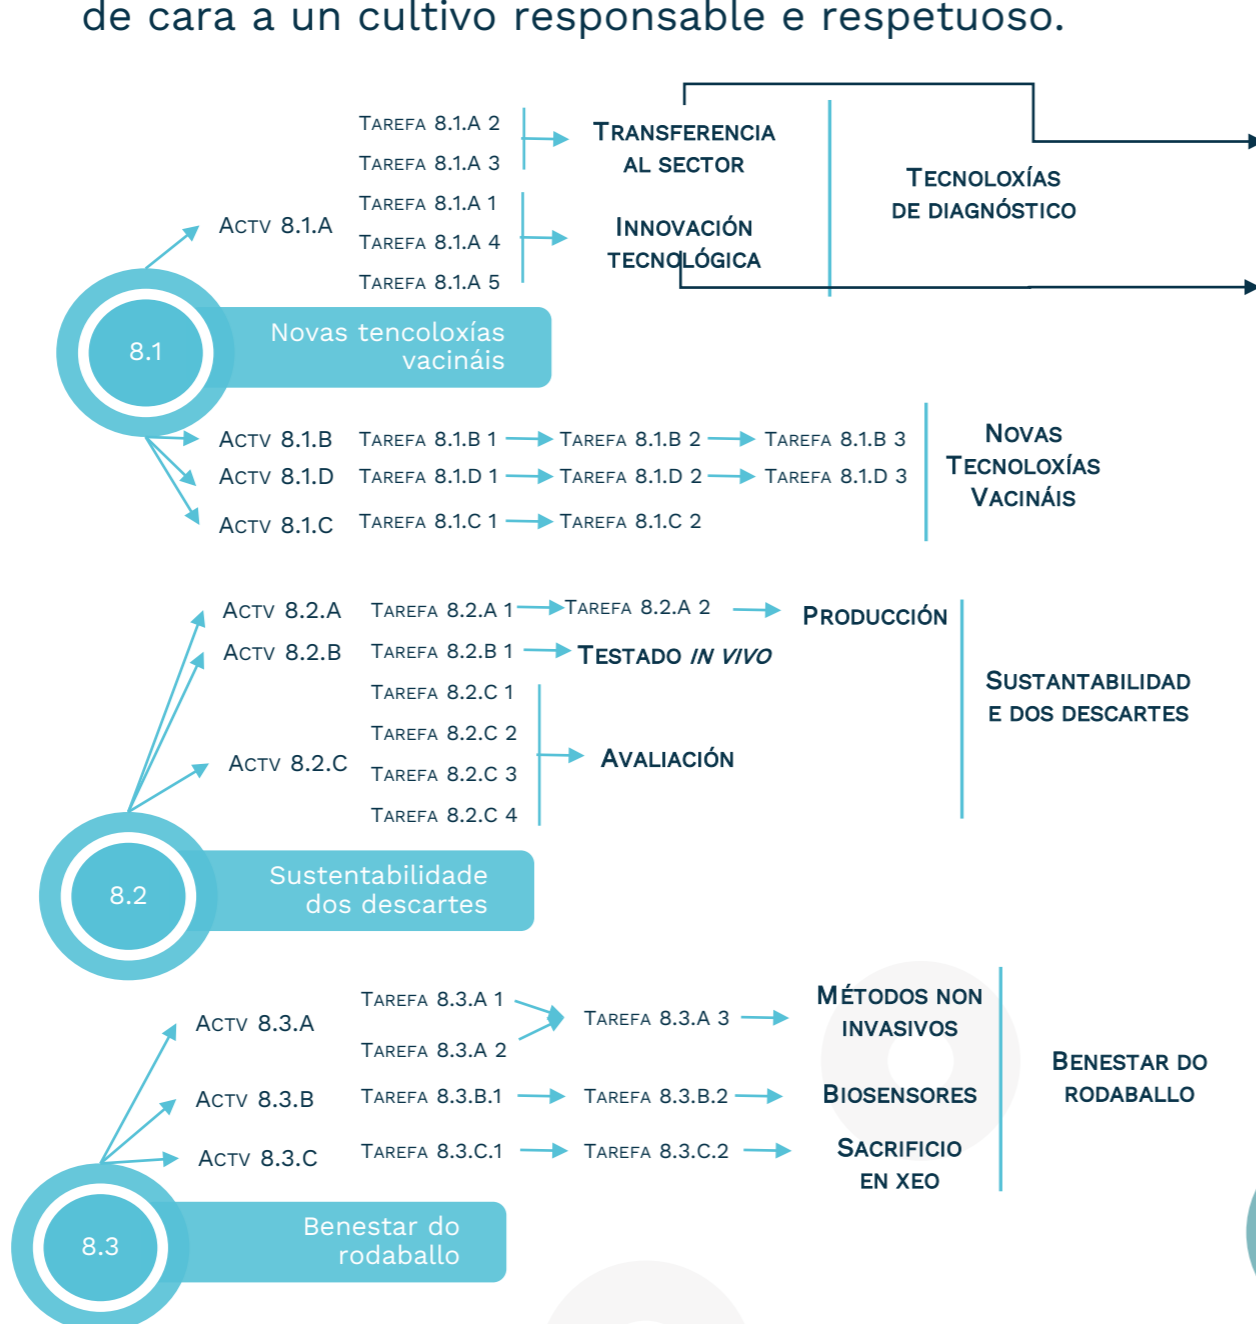 de cara a un cultivo responsable e respetuoso.
Tarefa 8.1.A 2
Tarefa 8.1.A 3
Transferencia
al sector
Actv 8.1.A
Tarefa 8.1.A 1
Tarefa 8.1.A 4
Tarefa 8.1.A 5
Innovación
tecnológica
Tecnoloxías
de diagnóstico
8.1
Novas tencoloxías
vacináis
Actv 8.1.B
Tarefa 8.1.B 1
Tarefa 8.1.B 2
Tarefa 8.1.B 3
Actv 8.1.D
Tarefa 8.1.D 1
Tarefa 8.1.D 2
Tarefa 8.1.D 3
Actv 8.1.C
Tarefa 8.1.C 1
Tarefa 8.1.C 2
Novas
Tecnoloxías
Vacináis
Actv 8.2.A
Tarefa 8.2.A 1
Tarefa 8.2.A 2
Producción
Actv 8.2.B
Tarefa 8.2.B 1
Testado in vivo
Actv 8.2.C
Tarefa 8.2.C 1
Tarefa 8.2.C 2
Tarefa 8.2.C 3
Tarefa 8.2.C 4
Avaliación
Sustantabilidad
e dos descartes
8.2
Sustentabilidade
dos descartes
Actv 8.3.A
Tarefa 8.3.A 1
Tarefa 8.3.A 2
Tarefa 8.3.A 3
Métodos non
invasivos
Actv 8.3.B
Tarefa 8.3.B.1
Tarefa 8.3.B.2
Biosensores
Actv 8.3.C
Tarefa 8.3.C.1
Tarefa 8.3.C.2
Sacrificio
en xeo
Benestar do
rodaballo
8.3
Benestar do
rodaballo